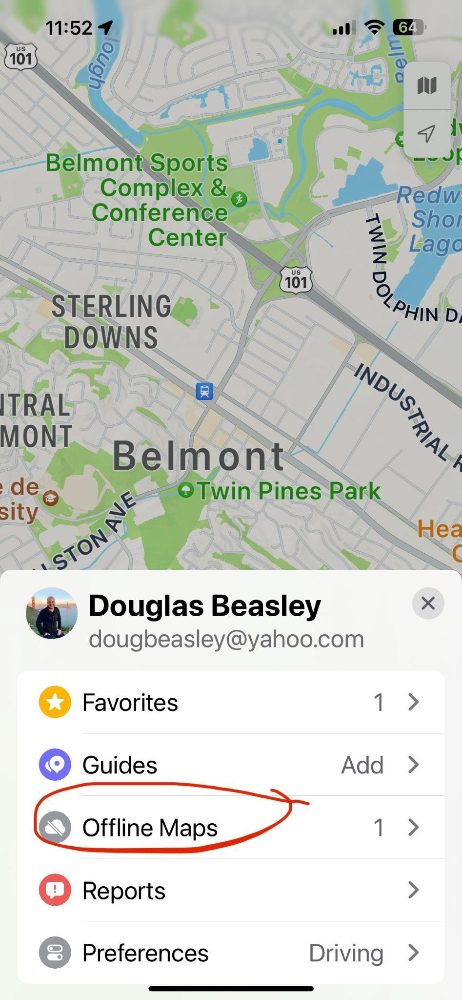 11:52
64
US
101
Slough
Belm
Belmont Sports
Complex &
Conference
Center
Redw
Shor
Lago
TWIN DOLPHIN D
US
101
STERLING
DOWNS
INDUSTRIAL R
NTRAL
MONT
Belmont
Twin Pines Park
e de
sity
LSTON AVE
Hea
C
Douglas Beasley
dougbeasley@yahoo.com
Favorites 1
Guides Add
Offline Maps 1
Reports
Preferences Driving